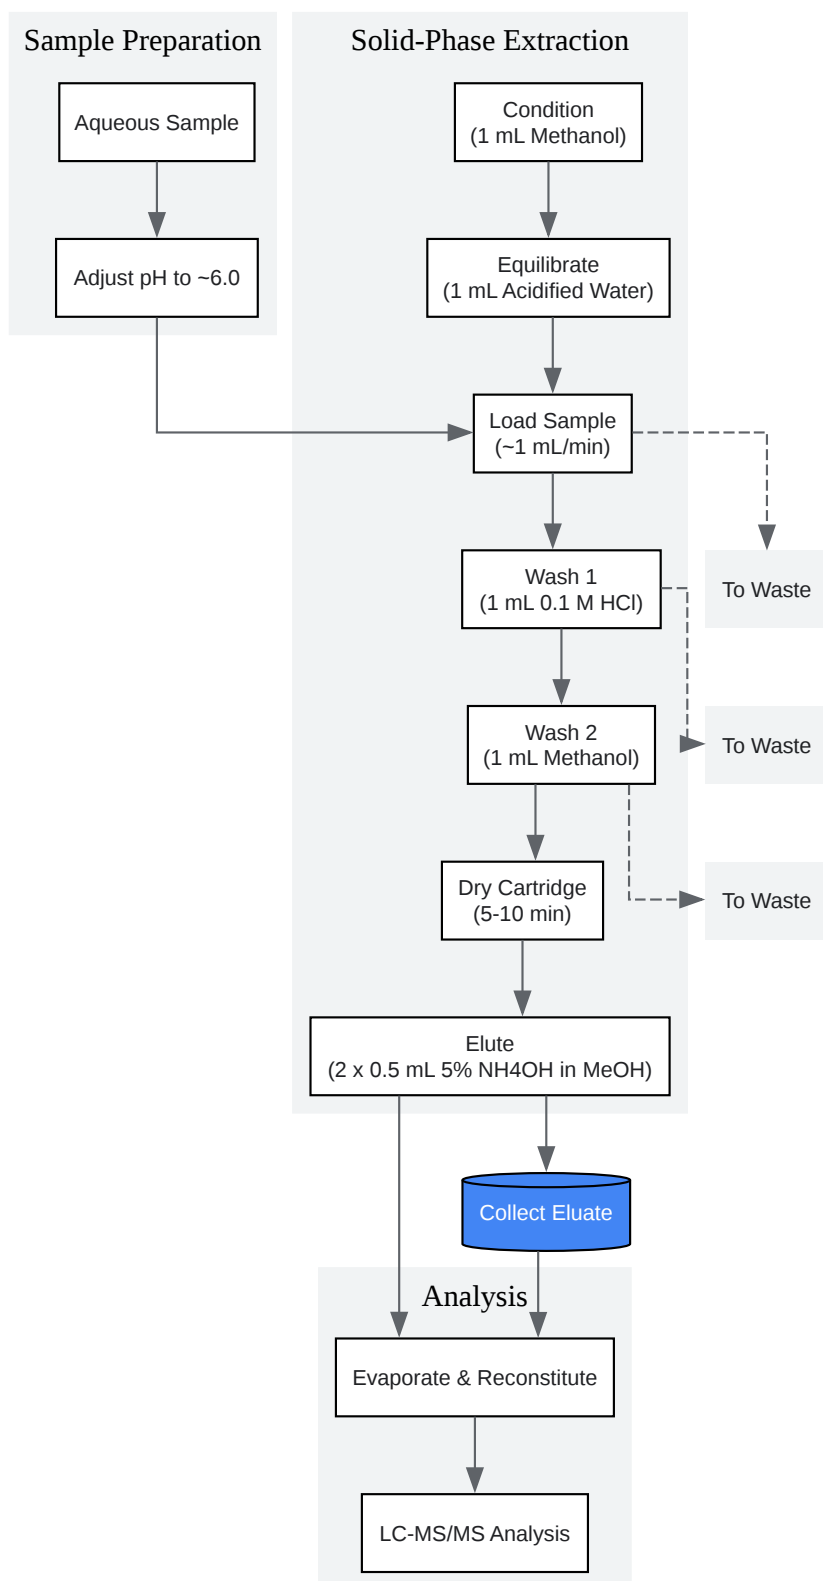 Sample Preparation
Aqueous Sample
Adjust pH to ~6.0
Solid-Phase Extraction
Condition
(1 mL Methanol)
Equilibrate
(1 mL Acidified Water)
Load Sample
(~1 mL/min)
To Waste
Wash 1
(1 mL 0.1 M HCl)
To Waste
Wash 2
(1 mL Methanol)
To Waste
Dry Cartridge
(5-10 min)
Elute
(2 x 0.5 mL 5% NH4OH in MeOH)
Collect Eluate
Analysis
Evaporate & Reconstitute
LC-MS/MS Analysis